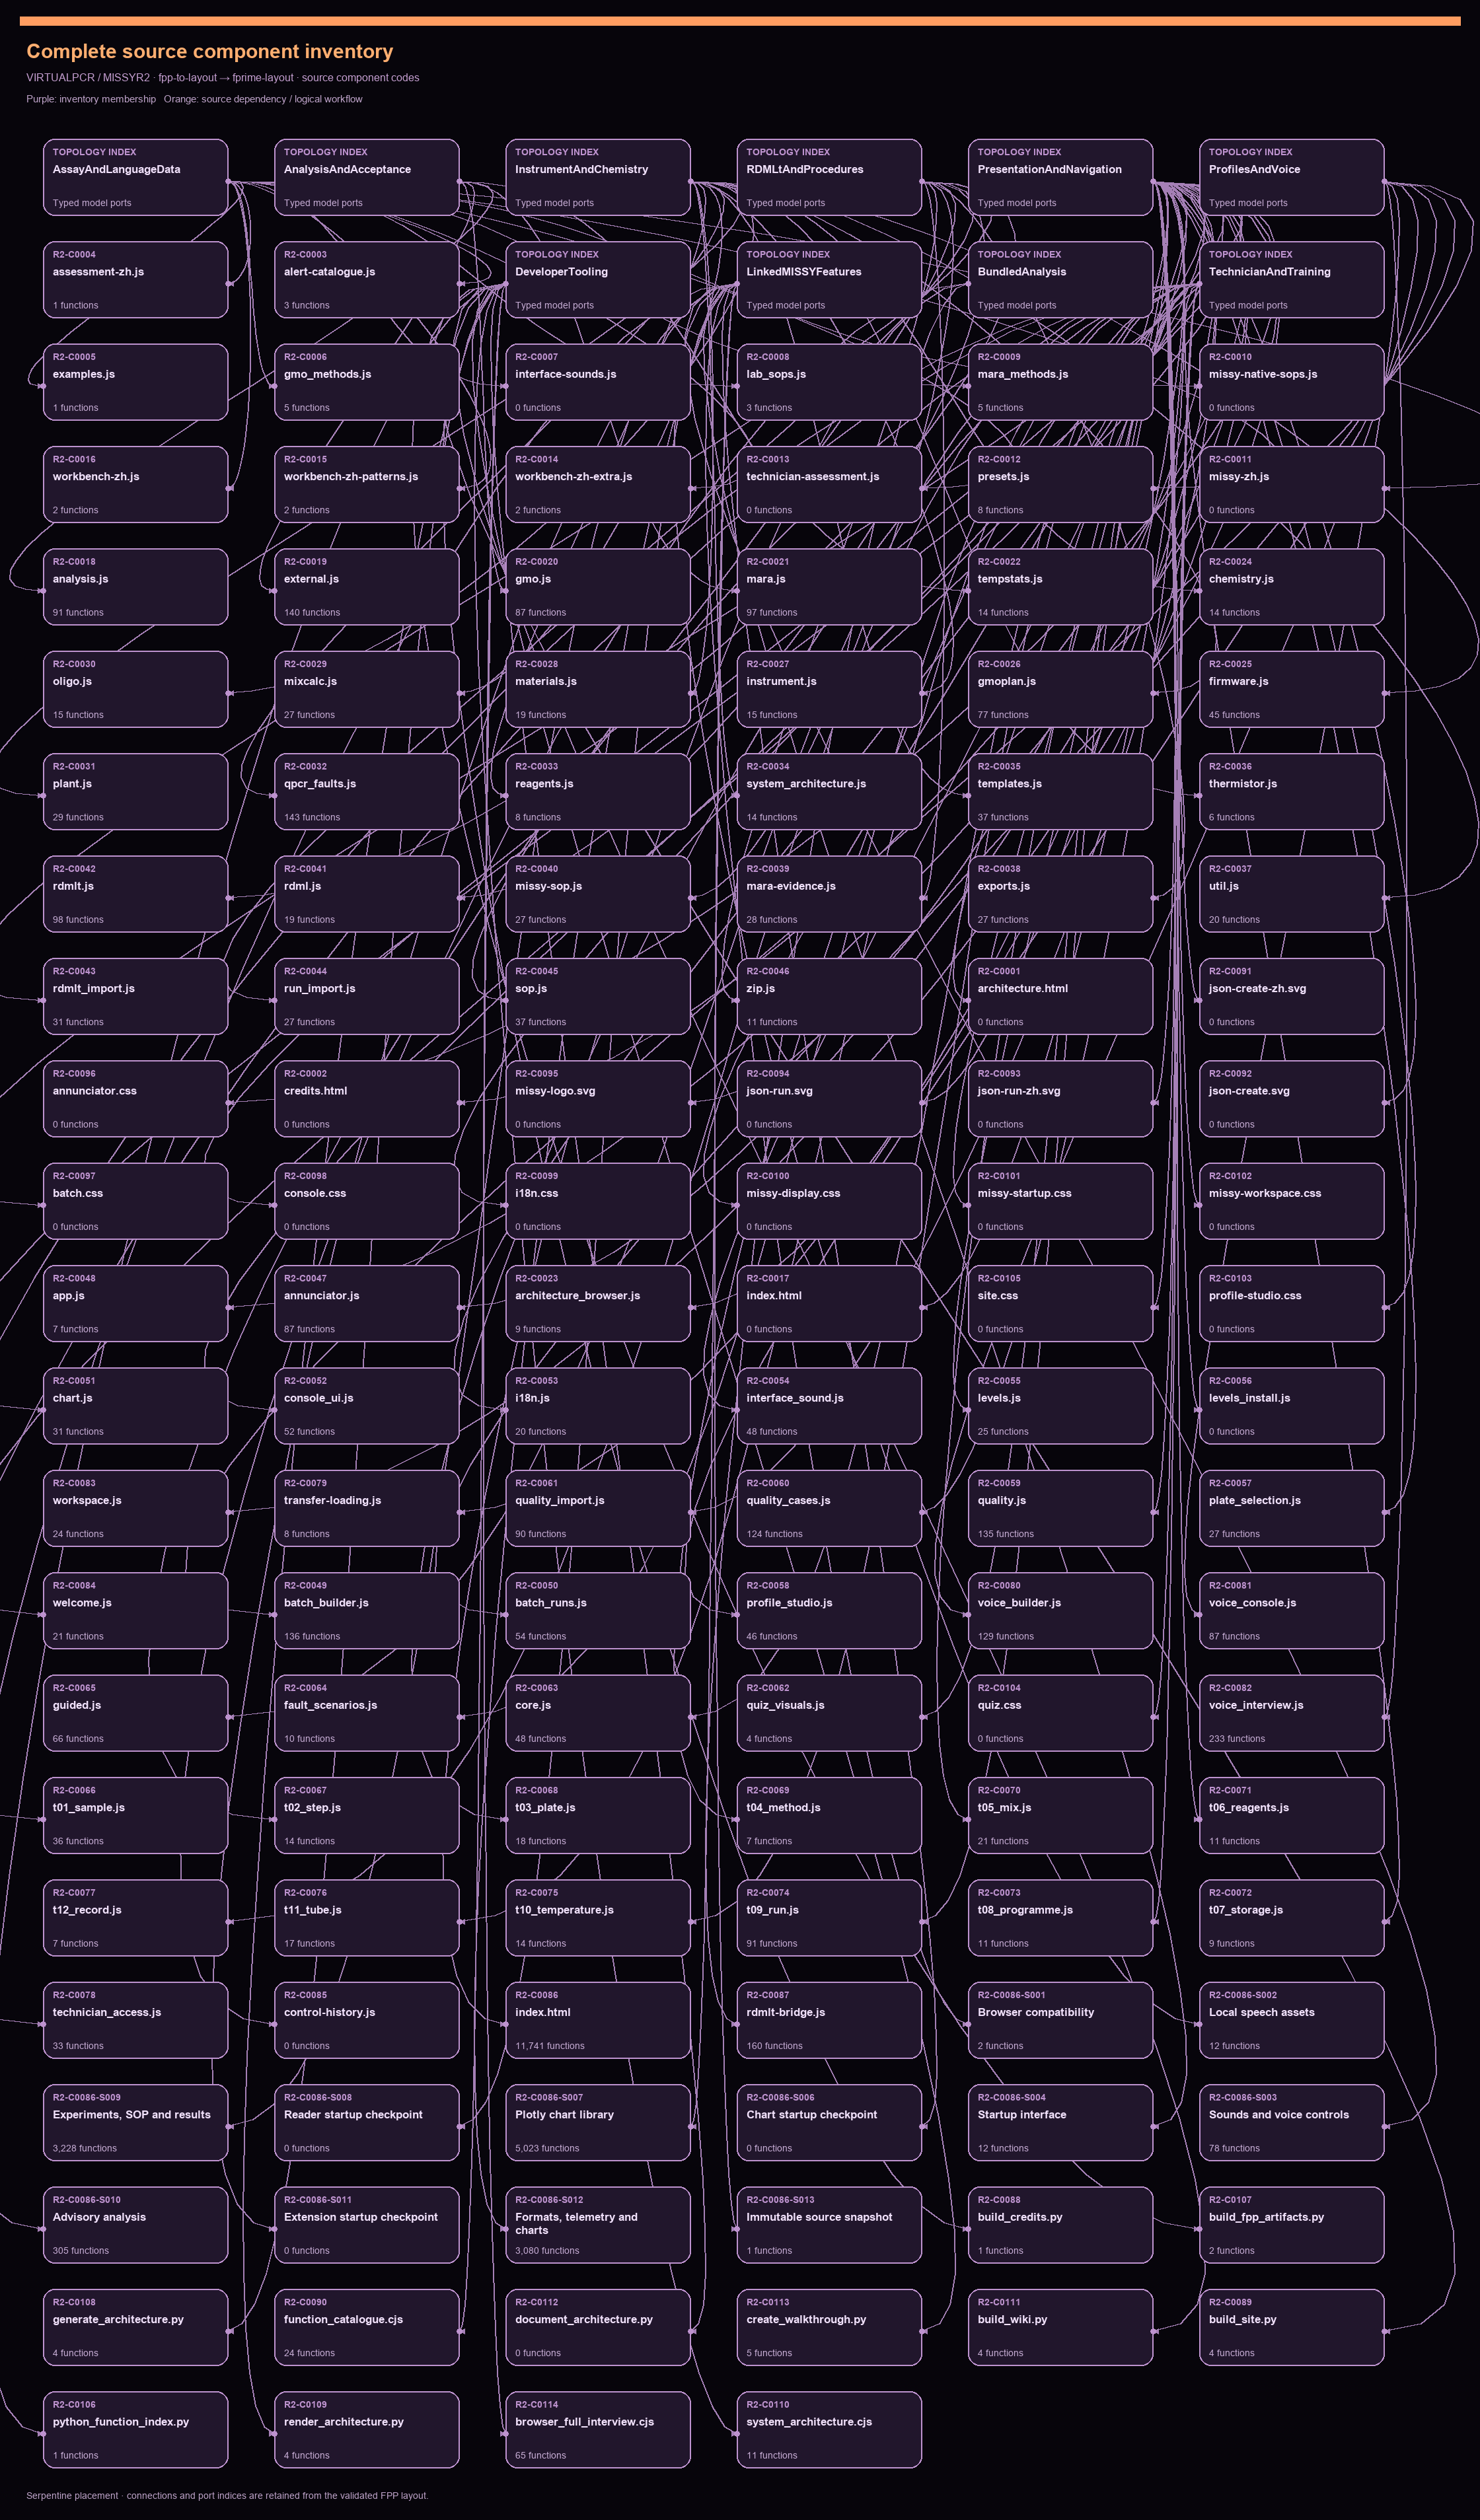 Complete source component inventory
VIRTUALPCR / MISSYR2 · fpp-to-layout → fprime-layout · source component codes
Purple: inventory membership   Orange: source dependency / logical workflow
TOPOLOGY INDEX
AssayAndLanguageData
Typed model ports
TOPOLOGY INDEX
AnalysisAndAcceptance
Typed model ports
TOPOLOGY INDEX
InstrumentAndChemistry
Typed model ports
TOPOLOGY INDEX
RDMLtAndProcedures
Typed model ports
TOPOLOGY INDEX
PresentationAndNavigation
Typed model ports
TOPOLOGY INDEX
ProfilesAndVoice
Typed model ports
R2-C0004
assessment-zh.js
1 functions
R2-C0003
alert-catalogue.js
3 functions
TOPOLOGY INDEX
DeveloperTooling
Typed model ports
TOPOLOGY INDEX
LinkedMISSYFeatures
Typed model ports
TOPOLOGY INDEX
BundledAnalysis
Typed model ports
TOPOLOGY INDEX
TechnicianAndTraining
Typed model ports
R2-C0005
examples.js
1 functions
R2-C0006
gmo_methods.js
5 functions
R2-C0007
interface-sounds.js
0 functions
R2-C0008
lab_sops.js
3 functions
R2-C0009
mara_methods.js
5 functions
R2-C0010
missy-native-sops.js
0 functions
R2-C0016
workbench-zh.js
2 functions
R2-C0015
workbench-zh-patterns.js
2 functions
R2-C0014
workbench-zh-extra.js
2 functions
R2-C0013
technician-assessment.js
0 functions
R2-C0012
presets.js
8 functions
R2-C0011
missy-zh.js
0 functions
R2-C0018
analysis.js
91 functions
R2-C0019
external.js
140 functions
R2-C0020
gmo.js
87 functions
R2-C0021
mara.js
97 functions
R2-C0022
tempstats.js
14 functions
R2-C0024
chemistry.js
14 functions
R2-C0030
oligo.js
15 functions
R2-C0029
mixcalc.js
27 functions
R2-C0028
materials.js
19 functions
R2-C0027
instrument.js
15 functions
R2-C0026
gmoplan.js
77 functions
R2-C0025
firmware.js
45 functions
R2-C0031
plant.js
29 functions
R2-C0032
qpcr_faults.js
143 functions
R2-C0033
reagents.js
8 functions
R2-C0034
system_architecture.js
14 functions
R2-C0035
templates.js
37 functions
R2-C0036
thermistor.js
6 functions
R2-C0042
rdmlt.js
98 functions
R2-C0041
rdml.js
19 functions
R2-C0040
missy-sop.js
27 functions
R2-C0039
mara-evidence.js
28 functions
R2-C0038
exports.js
27 functions
R2-C0037
util.js
20 functions
R2-C0043
rdmlt_import.js
31 functions
R2-C0044
run_import.js
27 functions
R2-C0045
sop.js
37 functions
R2-C0046
zip.js
11 functions
R2-C0001
architecture.html
0 functions
R2-C0091
json-create-zh.svg
0 functions
R2-C0096
annunciator.css
0 functions
R2-C0002
credits.html
0 functions
R2-C0095
missy-logo.svg
0 functions
R2-C0094
json-run.svg
0 functions
R2-C0093
json-run-zh.svg
0 functions
R2-C0092
json-create.svg
0 functions
R2-C0097
batch.css
0 functions
R2-C0098
console.css
0 functions
R2-C0099
i18n.css
0 functions
R2-C0100
missy-display.css
0 functions
R2-C0101
missy-startup.css
0 functions
R2-C0102
missy-workspace.css
0 functions
R2-C0048
app.js
7 functions
R2-C0047
annunciator.js
87 functions
R2-C0023
architecture_browser.js
9 functions
R2-C0017
index.html
0 functions
R2-C0105
site.css
0 functions
R2-C0103
profile-studio.css
0 functions
R2-C0051
chart.js
31 functions
R2-C0052
console_ui.js
52 functions
R2-C0053
i18n.js
20 functions
R2-C0054
interface_sound.js
48 functions
R2-C0055
levels.js
25 functions
R2-C0056
levels_install.js
0 functions
R2-C0083
workspace.js
24 functions
R2-C0079
transfer-loading.js
8 functions
R2-C0061
quality_import.js
90 functions
R2-C0060
quality_cases.js
124 functions
R2-C0059
quality.js
135 functions
R2-C0057
plate_selection.js
27 functions
R2-C0084
welcome.js
21 functions
R2-C0049
batch_builder.js
136 functions
R2-C0050
batch_runs.js
54 functions
R2-C0058
profile_studio.js
46 functions
R2-C0080
voice_builder.js
129 functions
R2-C0081
voice_console.js
87 functions
R2-C0065
guided.js
66 functions
R2-C0064
fault_scenarios.js
10 functions
R2-C0063
core.js
48 functions
R2-C0062
quiz_visuals.js
4 functions
R2-C0104
quiz.css
0 functions
R2-C0082
voice_interview.js
233 functions
R2-C0066
t01_sample.js
36 functions
R2-C0067
t02_step.js
14 functions
R2-C0068
t03_plate.js
18 functions
R2-C0069
t04_method.js
7 functions
R2-C0070
t05_mix.js
21 functions
R2-C0071
t06_reagents.js
11 functions
R2-C0077
t12_record.js
7 functions
R2-C0076
t11_tube.js
17 functions
R2-C0075
t10_temperature.js
14 functions
R2-C0074
t09_run.js
91 functions
R2-C0073
t08_programme.js
11 functions
R2-C0072
t07_storage.js
9 functions
R2-C0078
technician_access.js
33 functions
R2-C0085
control-history.js
0 functions
R2-C0086
index.html
11,741 functions
R2-C0087
rdmlt-bridge.js
160 functions
R2-C0086-S001
Browser compatibility
2 functions
R2-C0086-S002
Local speech assets
12 functions
R2-C0086-S009
Experiments, SOP and results
3,228 functions
R2-C0086-S008
Reader startup checkpoint
0 functions
R2-C0086-S007
Plotly chart library
5,023 functions
R2-C0086-S006
Chart startup checkpoint
0 functions
R2-C0086-S004
Startup interface
12 functions
R2-C0086-S003
Sounds and voice controls
78 functions
R2-C0086-S010
Advisory analysis
305 functions
R2-C0086-S011
Extension startup checkpoint
0 functions
R2-C0086-S012
Formats, telemetry and
charts
3,080 functions
R2-C0086-S013
Immutable source snapshot
1 functions
R2-C0088
build_credits.py
1 functions
R2-C0107
build_fpp_artifacts.py
2 functions
R2-C0108
generate_architecture.py
4 functions
R2-C0090
function_catalogue.cjs
24 functions
R2-C0112
document_architecture.py
0 functions
R2-C0113
create_walkthrough.py
5 functions
R2-C0111
build_wiki.py
4 functions
R2-C0089
build_site.py
4 functions
R2-C0106
python_function_index.py
1 functions
R2-C0109
render_architecture.py
4 functions
R2-C0114
browser_full_interview.cjs
65 functions
R2-C0110
system_architecture.cjs
11 functions
Serpentine placement · connections and port indices are retained from the validated FPP layout.